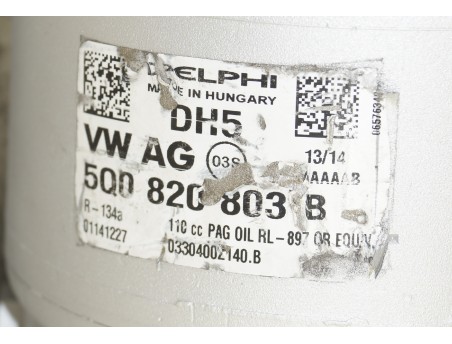 DELPHI
MADE IN HUNGARY
DH5
VW AG 03S 13/14
AAAAAB
5Q0 820 803 B
R-134a 110 cc PAG OIL RL-897 OR EQUIV.
01141227 03304002140.B